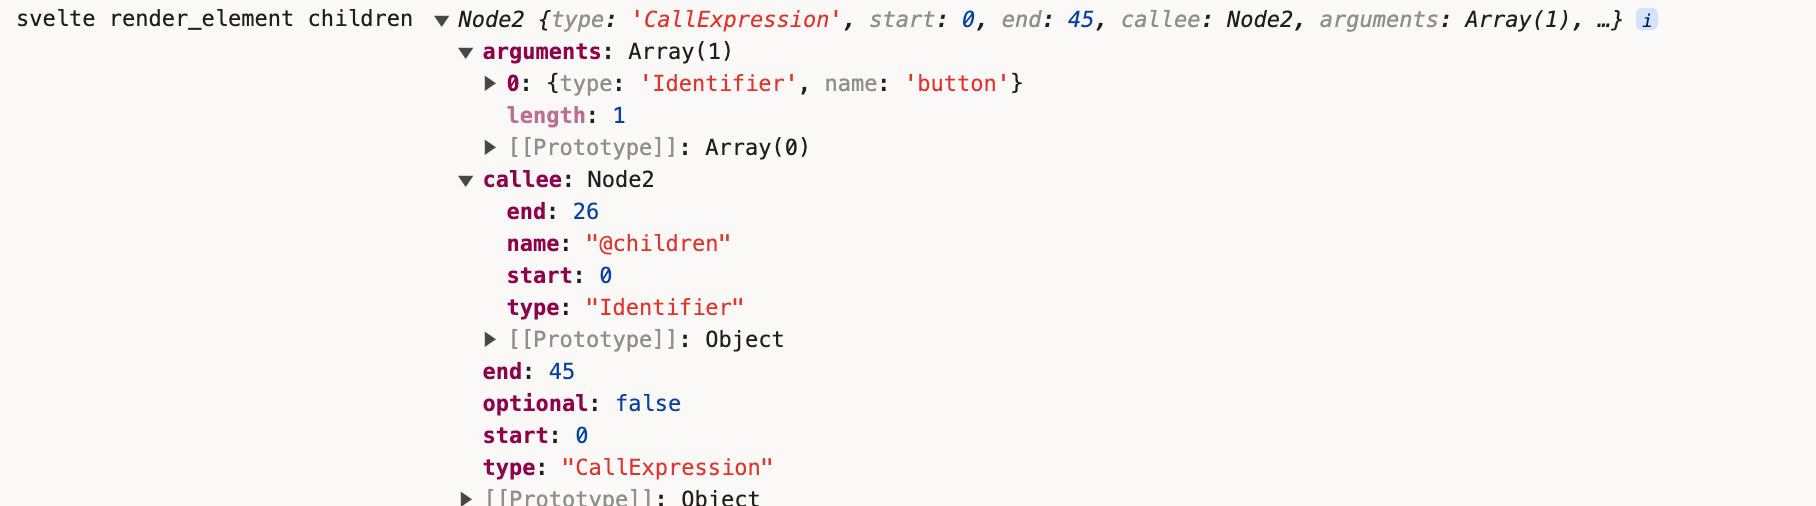 svelte render_element children ▼ Node2 {type: 'CallExpression', start: 0, end: 45, callee: Node2, arguments: Array(1), …} i
▼ arguments: Array(1)
▶ 0: {type: 'Identifier', name: 'button'}
length: 1
▶ [[Prototype]]: Array(0)
▼ callee: Node2
end: 26
name: "@children"
start: 0
type: "Identifier"
▶ [[Prototype]]: Object
end: 45
optional: false
start: 0
type: "CallExpression"
▶ [[Prototype]]: Object